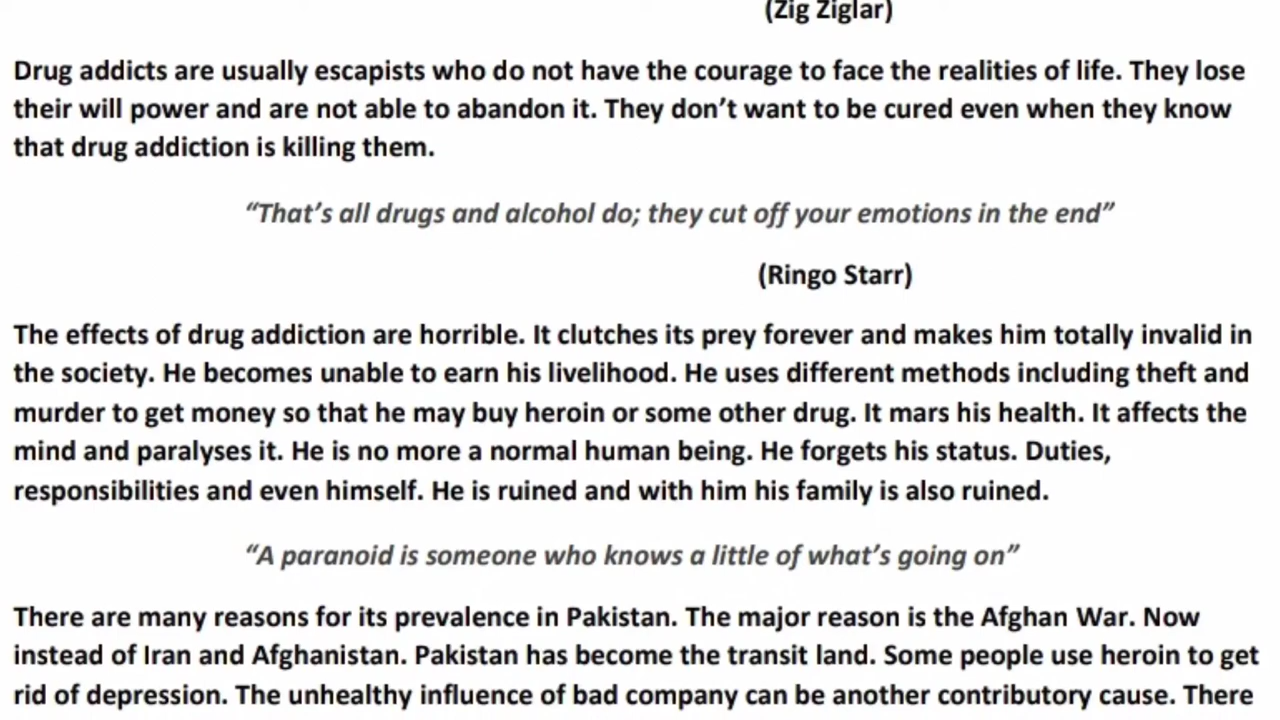 (Zig Ziglar)
Drug addicts are usually escapists who do not have the courage to face the realities of life. They lose
their will power and are not able to abandon it. They don’t want to be cured even when they know
that drug addiction is killing them.
“That’s all drugs and alcohol do; they cut off your emotions in the end”
(Ringo Starr)
The effects of drug addiction are horrible. It clutches its prey forever and makes him totally invalid in
the society. He becomes unable to earn his livelihood. He uses different methods including theft and
murder to get money so that he may buy heroin or some other drug. It mars his health. It affects the
mind and paralyses it. He is no more a normal human being. He forgets his status. Duties,
responsibilities and even himself. He is ruined and with him his family is also ruined.
“A paranoid is someone who knows a little of what’s going on”
There are many reasons for its prevalence in Pakistan. The major reason is the Afghan War. Now
instead of Iran and Afghanistan. Pakistan has become the transit land. Some people use heroin to get
rid of depression. The unhealthy influence of bad company can be another contributory cause. There